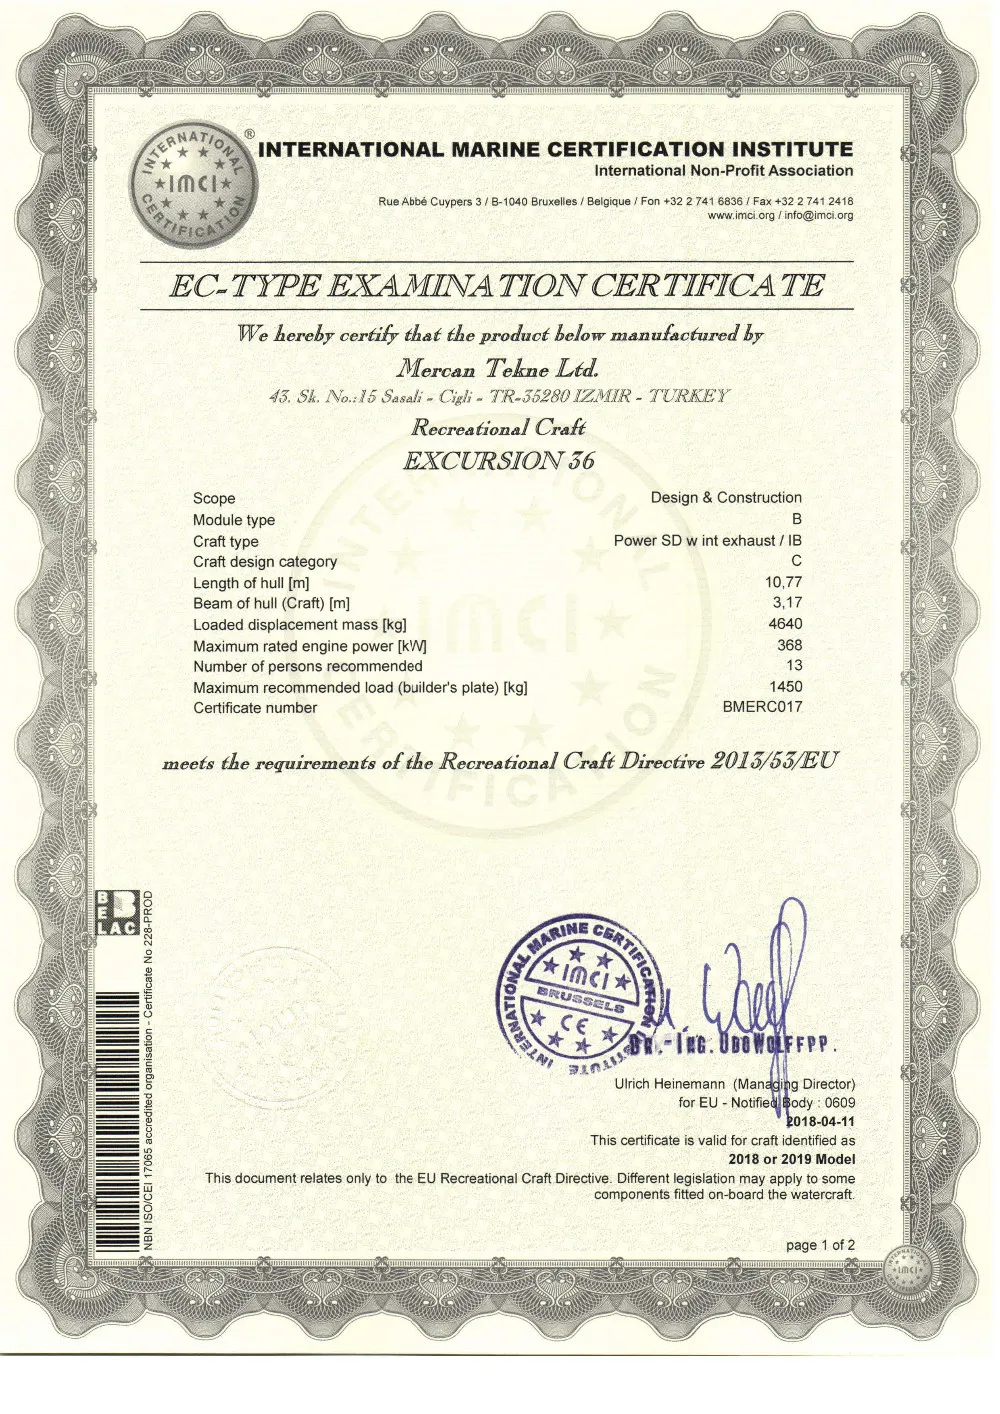 INTERNATIONAL CERTIFICATION
IMCI
®
INTERNATIONAL MARINE CERTIFICATION INSTITUTE
International Non-Profit Association
Rue Abbé Cuypers 3 / B-1040 Bruxelles / Belgique / Fon +32 2 741 6836 / Fax +32 2 741 2418
www.imci.org / info@imci.org
EC-TYPE EXAMINATION CERTIFICATE
We hereby certify that the product below manufactured by
Mercan Tekne Ltd.
43. Sk. No.:15 Sasali - Cigli - TR-35280 IZMIR - TURKEY
Recreational Craft
EXCURSION 36
Scope Design & Construction
Module type B
Craft type Power SD w int exhaust / IB
Craft design category C
Length of hull [m] 10,77
Beam of hull (Craft) [m] 3,17
Loaded displacement mass [kg] 4640
Maximum rated engine power [kW] 368
Number of persons recommended 13
Maximum recommended load (builder's plate) [kg] 1450
Certificate number BMERC017
meets the requirements of the Recreational Craft Directive 2013/53/EU
INTERNATIONAL CERTIFICATION
IMCI
BELAC
NBN ISO/CEI 17065 accredited organisation - Certificate No 228-PROD
INTERNATIONAL MARINE CERTIFICATION INSTITUTE
IMCI
BRUSSELS
CE
DR.-ING. UDO WOLFF PP.
Ulrich Heinemann (Managing Director)
for EU - Notified Body : 0609
2018-04-11
This certificate is valid for craft identified as
2018 or 2019 Model
This document relates only to the EU Recreational Craft Directive. Different legislation may apply to some
components fitted on-board the watercraft.
page 1 of 2
IMCI